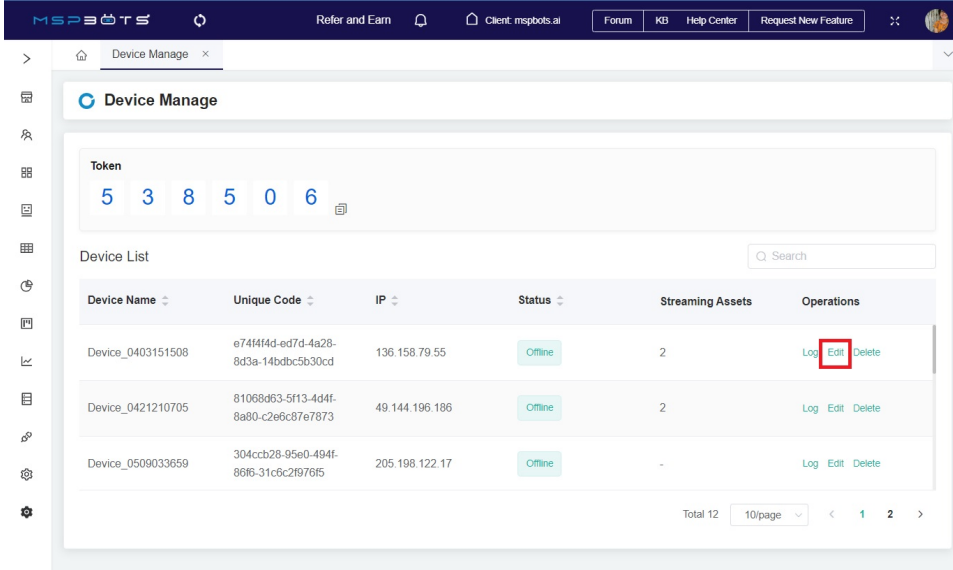 MSPBOTS Refer and Earn Client: mspbots.ai Forum KB Help Center Request New Feature
Device Manage ×
Device Manage
Token
5 3 8 5 0 6
Device List Search
Device Name Unique Code IP Status Streaming Assets Operations
Device_0403151508 e74f4f4d-ed7d-4a28-8d3a-14bdbc5b30cd 136.158.79.55 Offline 2 Log Edit Delete
Device_0421210705 81068d63-5f13-4d4f-8a80-c2e6c87e7873 49.144.196.186 Offline 2 Log Edit Delete
Device_0509033659 304ccb28-95e0-494f-86f6-31c6c2f976f5 205.198.122.17 Offline - Log Edit Delete
Total 12 10/page < 1 2 >